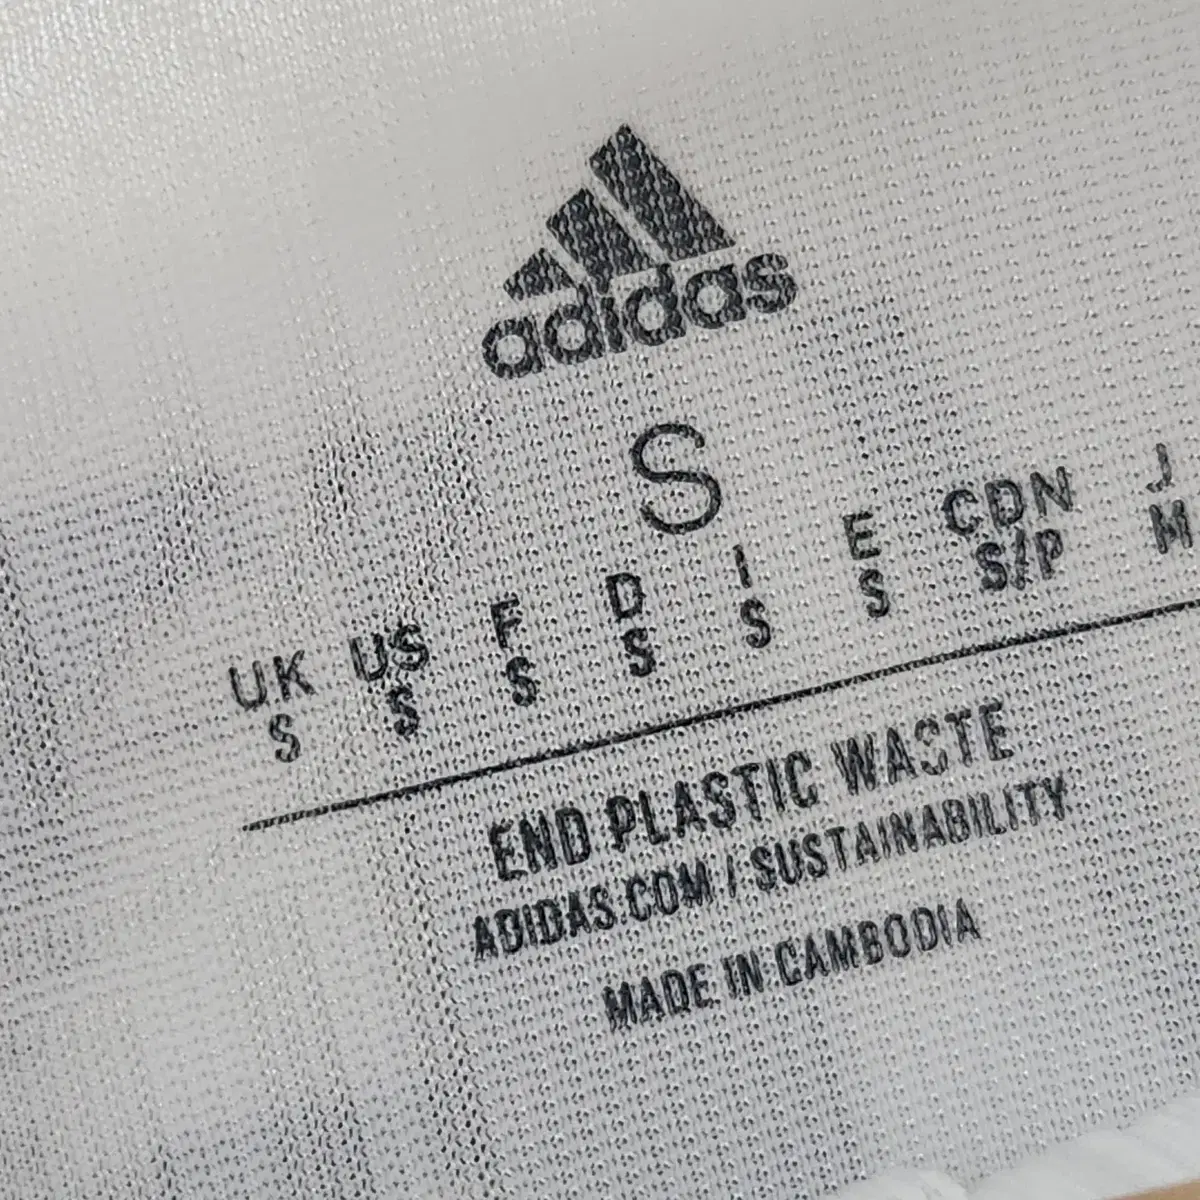 adidas
S
UK US F D I E CDN J
S S S S S S S/P M
END PLASTIC WASTE
ADIDAS.COM / SUSTAINABILITY
MADE IN CAMBODIA